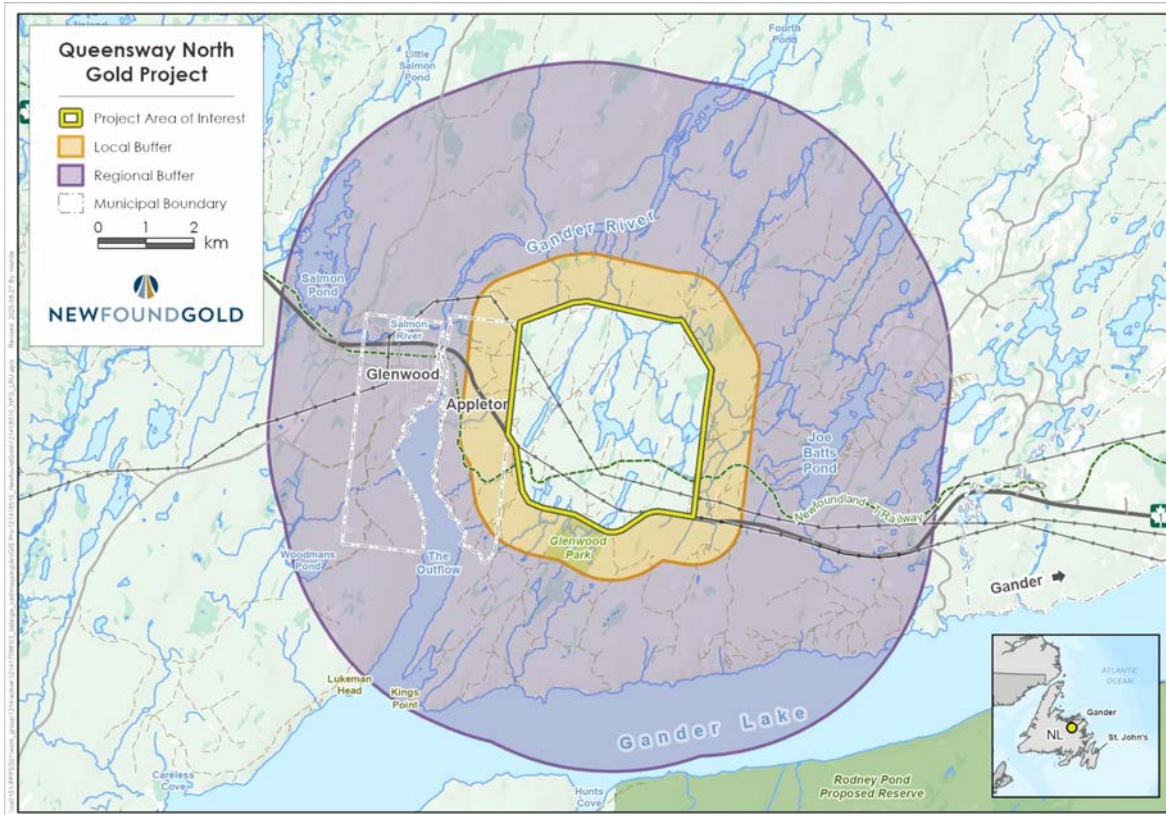 Queensway North
Gold Project
Project Area of Interest
Local Buffer
Regional Buffer
Municipal Boundary
0 1 2
km
NEWFOUNDGOLD
Little
Salmon
Pond
Fourth
Pond
Gander River
Salmon
Pond
Salmon
River
Glenwood
Appleton
Joe
Batts
Pond
Newfoundland T'Railway
Glenwood
Park
Woodmans
Pond
The
Outflow
Gander
Lukeman
Head
Kings
Point
Gander Lake
Careless
Cove
Hunts
Cove
Rodney Pond
Proposed Reserve
ATLANTIC
OCEAN
Gander
NL
St. John's